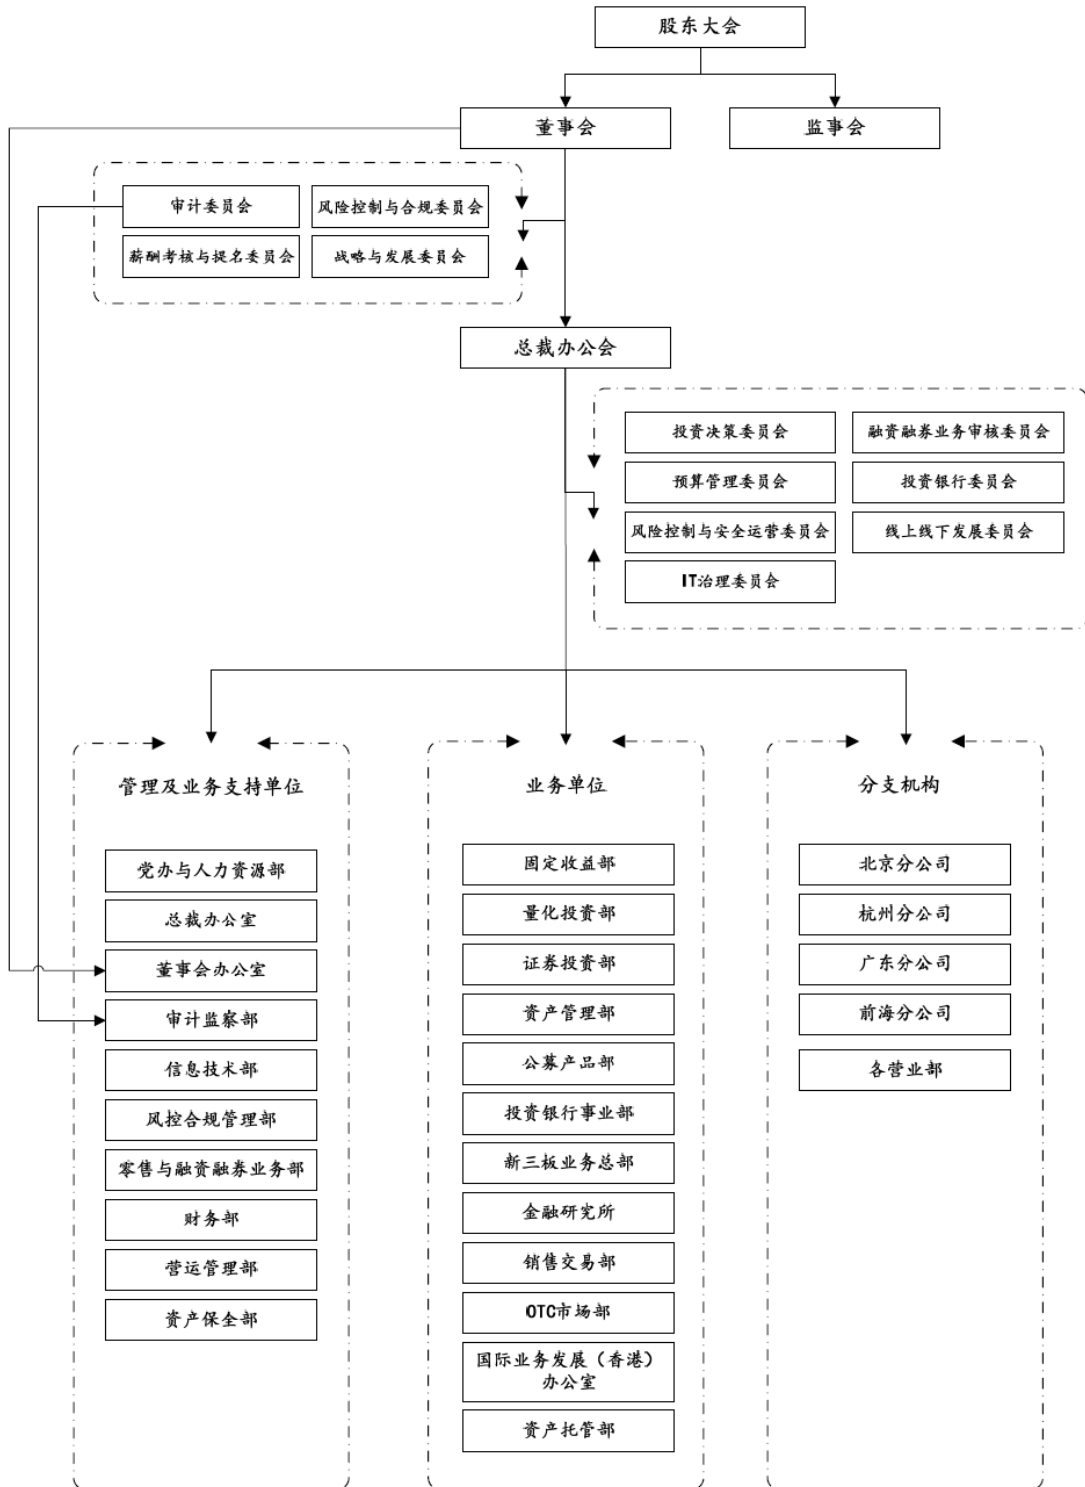 股东大会
董事会
监事会
审计委员会
风险控制与合规委员会
薪酬考核与提名委员会
战略与发展委员会
总裁办公会
投资决策委员会
融资融券业务审核委员会
预算管理委员会
投资银行委员会
风险控制与安全运营委员会
线上线下发展委员会
IT治理委员会
管理及业务支持单位
党办与人力资源部
总裁办公室
董事会办公室
审计监察部
信息技术部
风控合规管理部
零售与融资融券业务部
财务部
营运管理部
资产保全部
业务单位
固定收益部
量化投资部
证券投资部
资产管理部
公募产品部
投资银行事业部
新三板业务总部
金融研究所
销售交易部
OTC市场部
国际业务发展（香港）
办公室
资产托管部
分支机构
北京分公司
杭州分公司
广东分公司
前海分公司
各营业部